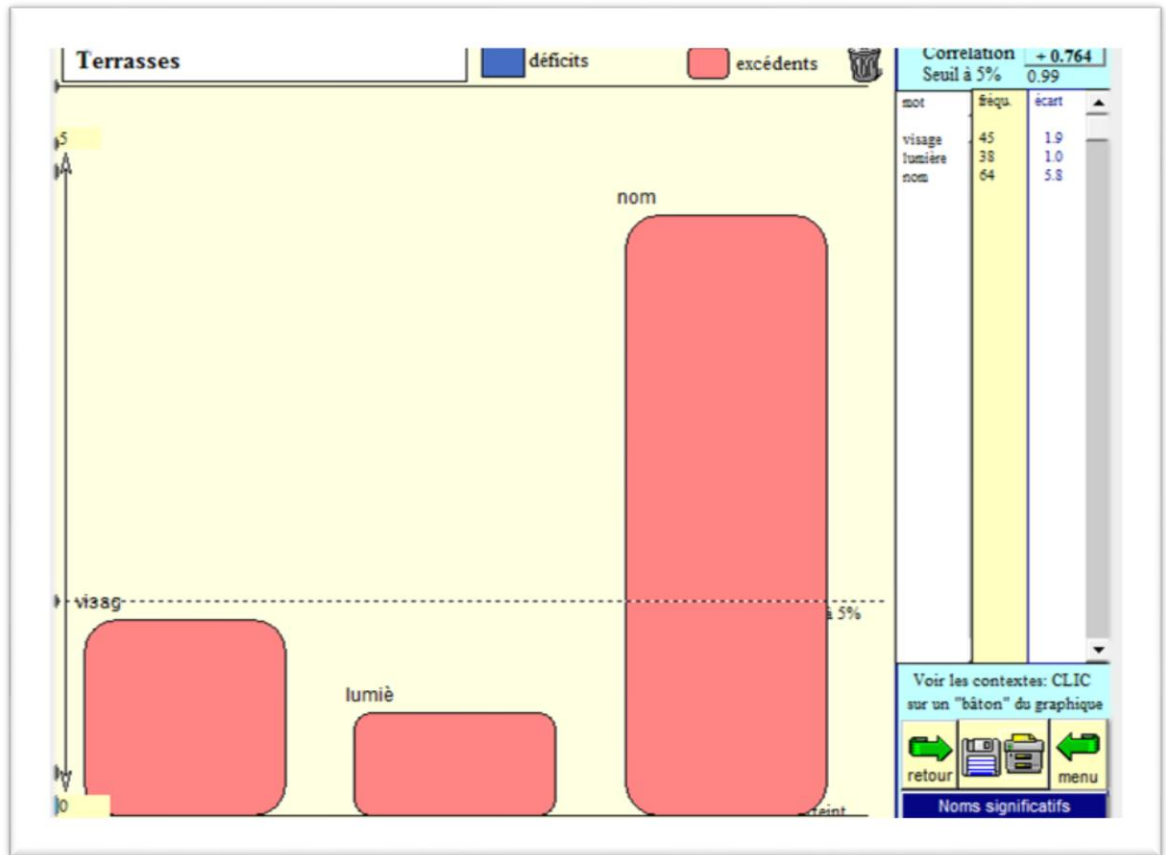 Terrasses
déficits
excédents
Corrélation + 0.764
Seuil à 5% 0.99
mot fréqu. écart
visage 45 1.9
lumière 38 1.0
nom 64 5.8
5
nom
visag
à 5%
lumiè
0
teint
Voir les contextes: CLIC
sur un "bâton" du graphique
retour
menu
Noms significatifs